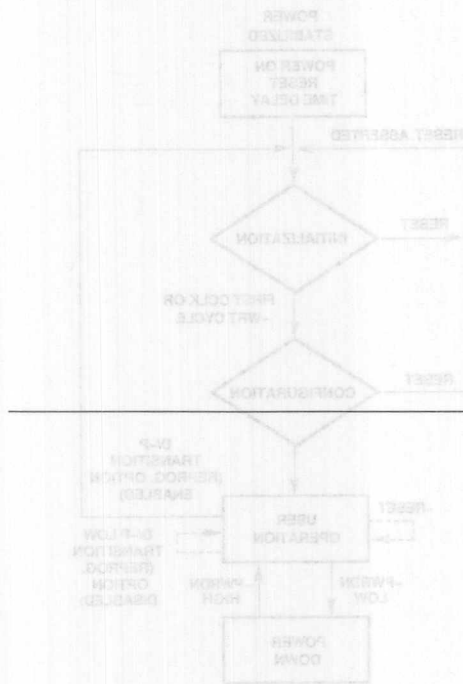 POWER
STABILIZED
POWER ON
RESET
TIME DELAY
RESET ASSERTED
INITIALIZATION
RESET
FIRST CCLK OR
-WRT CYCLE
CONFIGURATION
RESET
D/-P
TRANSITION
(REPROG. OPTION
ENABLED)
USER
OPERATION
-RESET
D/-P LOW
TRANSITION
(REPROG.
OPTION
DISABLED)
-PWRDN
HIGH
-PWRDN
LOW
POWER
DOWN